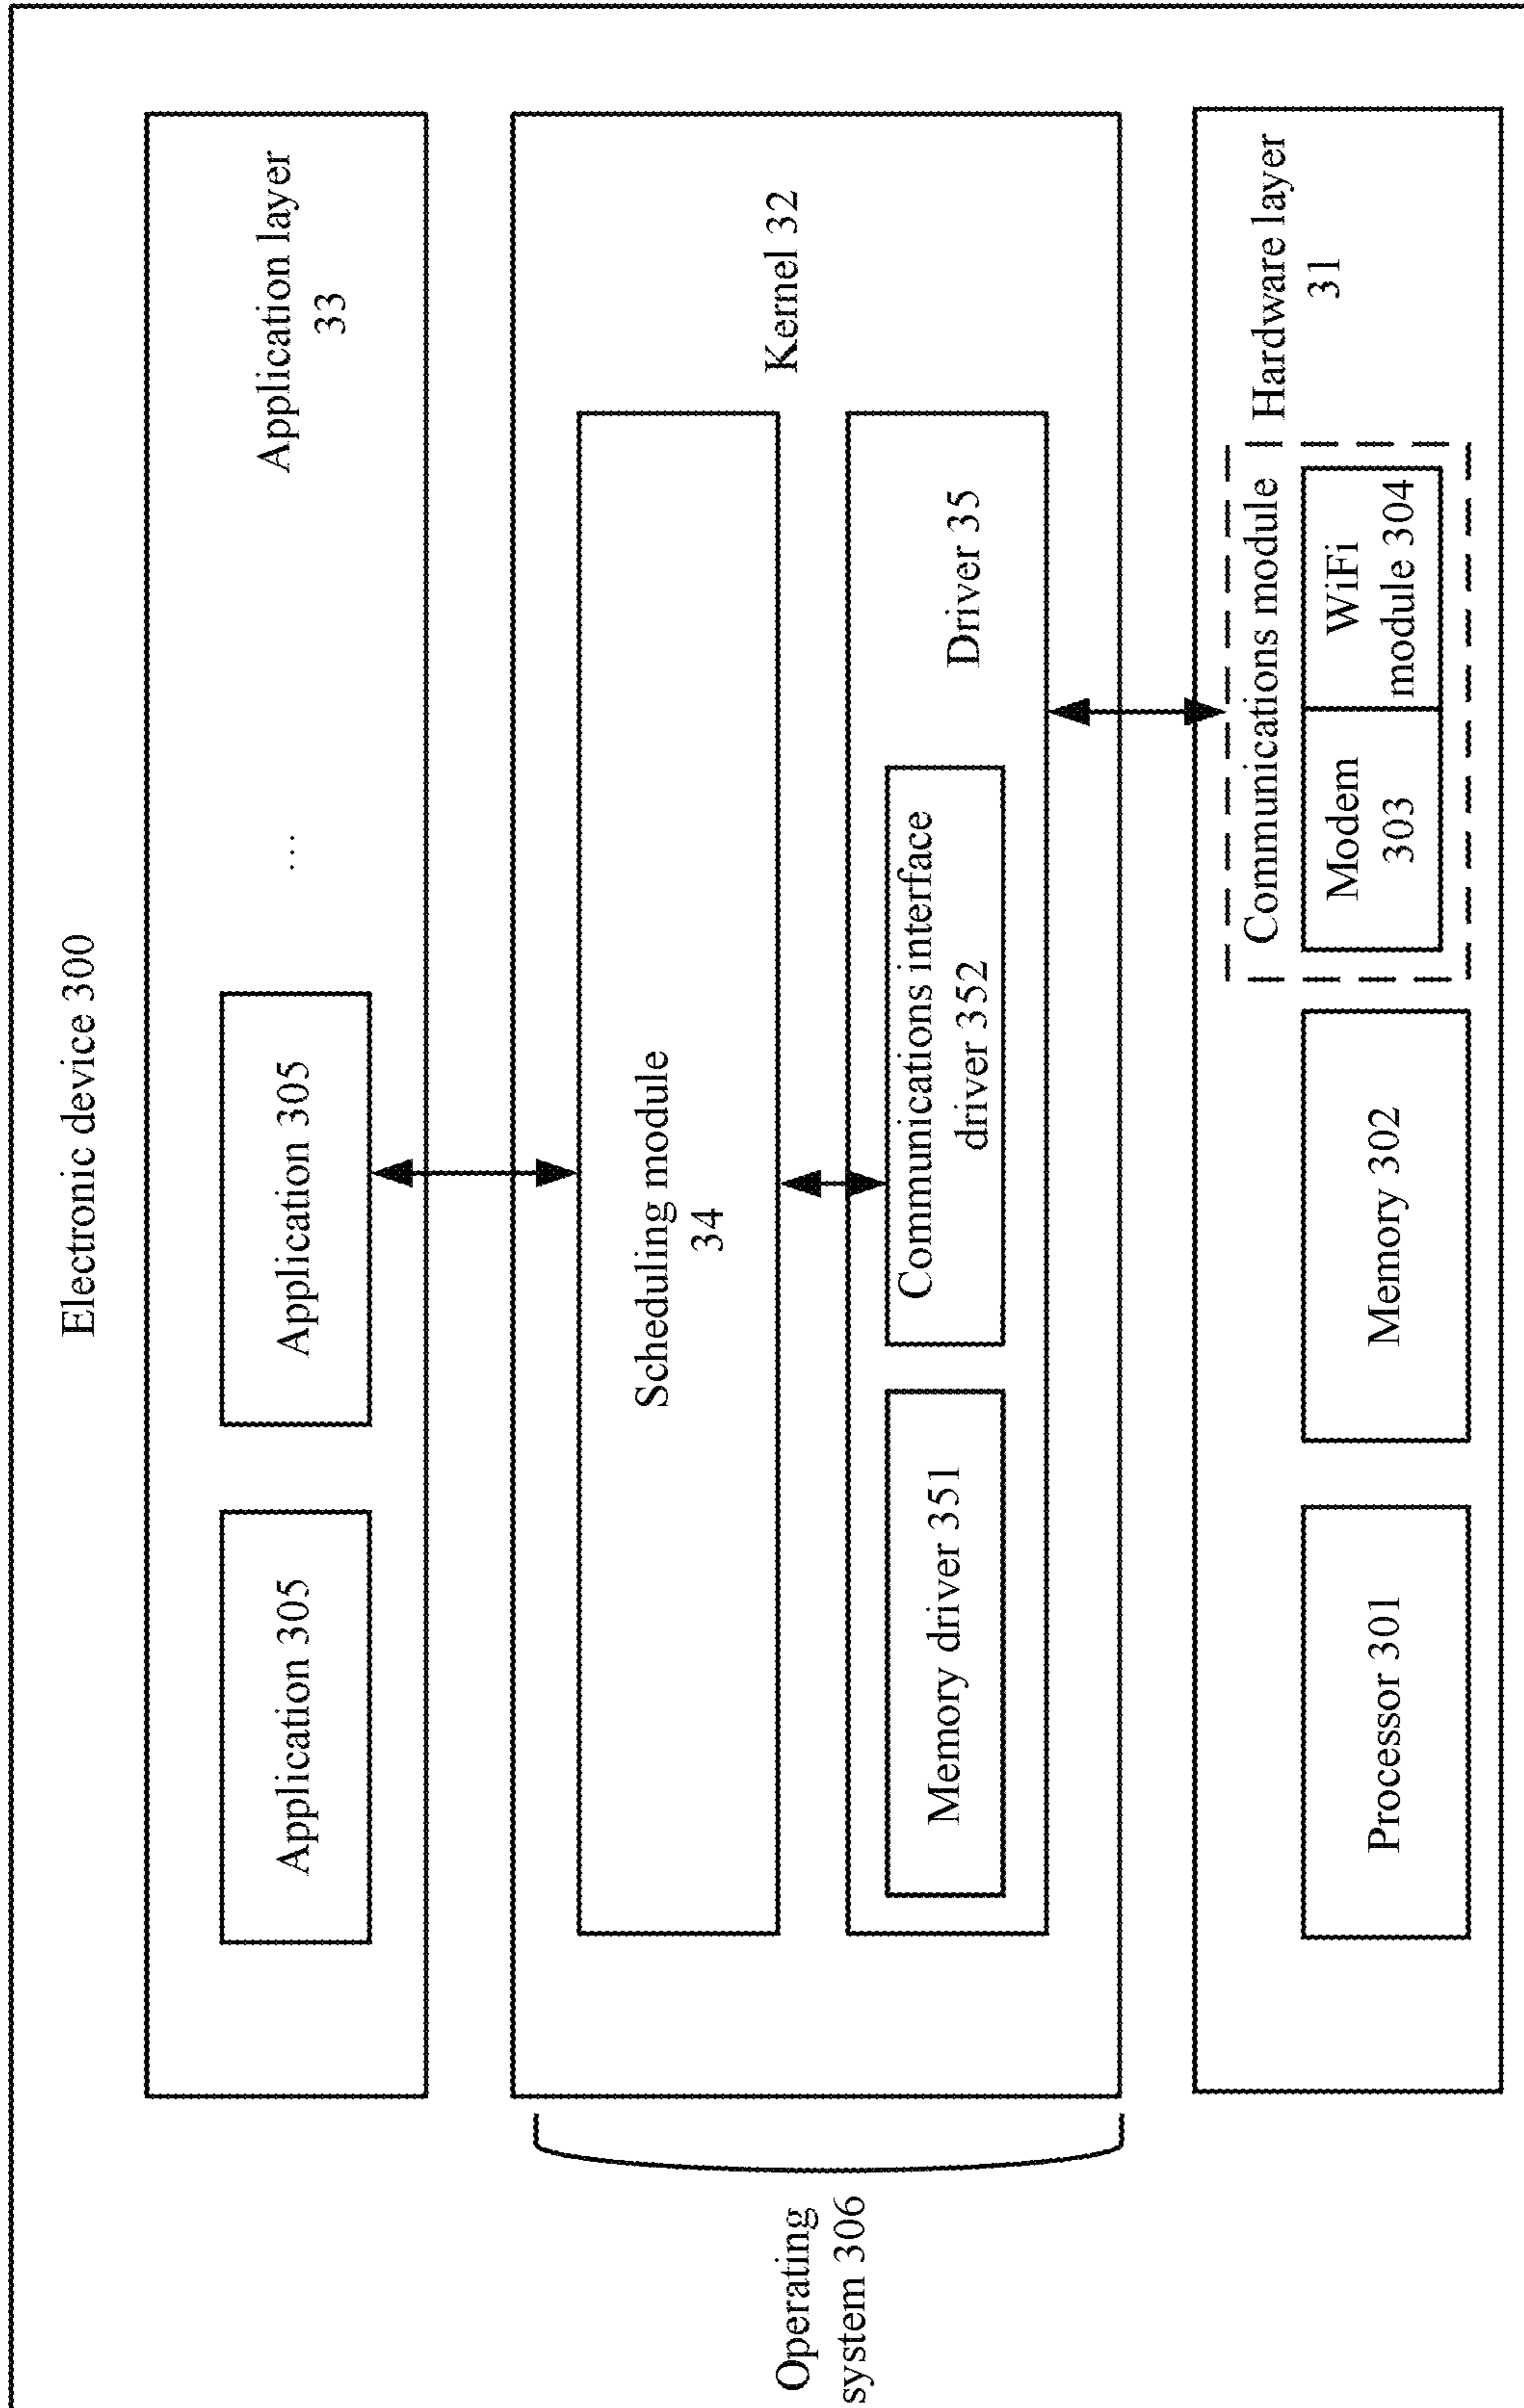 Electronic device 300
Application 305
Application 305
…
Application layer
33
Operating
system 306
Scheduling module
34
Kernel 32
Memory driver 351
Communications interface
driver 352
Driver 35
Processor 301
Memory 302
Communications module
Modem
303
WiFi
module 304
Hardware layer
31